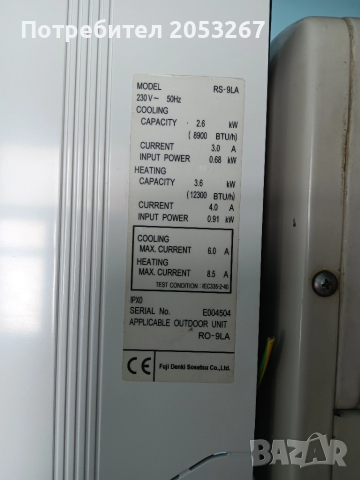 Потребител 2053267
MODEL RS-9LA
230V ~ 50Hz
COOLING
CAPACITY : 2.6 kW
(8900 BTU/h)
CURRENT : 3.0 A
INPUT POWER : 0.68 kW
HEATING
CAPACITY : 3.6 kW
(12300 BTU/h)
CURRENT : 4.0 A
INPUT POWER : 0.91 kW
COOLING
MAX. CURRENT : 6.0 A
HEATING
MAX. CURRENT : 8.5 A
TEST CONDITION : IEC335-2-40
IPX0
SERIAL No. E004504
APPLICABLE OUTDOOR UNIT
RO-9LA
CE Fuji Denki Sosetsu Co.,Ltd.
BAZAR